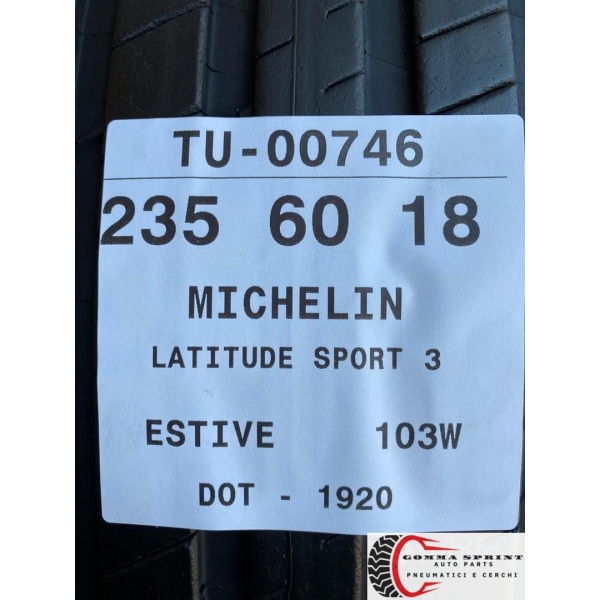 TU-00746
235 60 18
MICHELIN
LATITUDE SPORT 3
ESTIVE 103W
DOT - 1920
GOMMA SPRINT
AUTO PARTS
PNEUMATICI E CERCHI